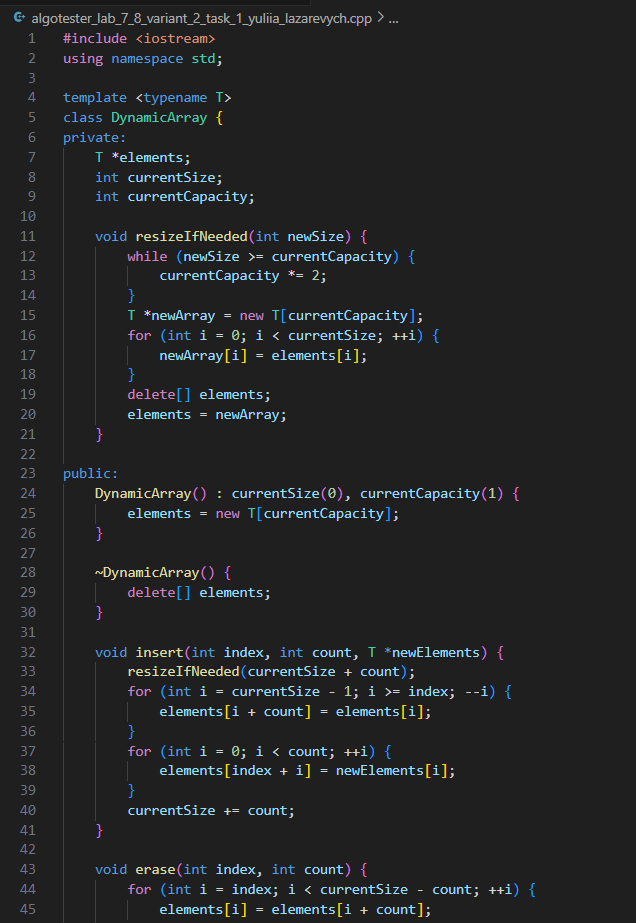 algotester_lab_7_8_variant_2_task_1_yuliia_lazarevych.cpp > ...
1 #include <iostream>
2 using namespace std;
3
4 template <typename T>
5 class DynamicArray {
6 private:
7     T *elements;
8     int currentSize;
9     int currentCapacity;
10
11     void resizeIfNeeded(int newSize) {
12         while (newSize >= currentCapacity) {
13             currentCapacity *= 2;
14         }
15         T *newArray = new T[currentCapacity];
16         for (int i = 0; i < currentSize; ++i) {
17             newArray[i] = elements[i];
18         }
19         delete[] elements;
20         elements = newArray;
21     }
22
23 public:
24     DynamicArray() : currentSize(0), currentCapacity(1) {
25         elements = new T[currentCapacity];
26     }
27
28     ~DynamicArray() {
29         delete[] elements;
30     }
31
32     void insert(int index, int count, T *newElements) {
33         resizeIfNeeded(currentSize + count);
34         for (int i = currentSize - 1; i >= index; --i) {
35             elements[i + count] = elements[i];
36         }
37         for (int i = 0; i < count; ++i) {
38             elements[index + i] = newElements[i];
39         }
40         currentSize += count;
41     }
42
43     void erase(int index, int count) {
44         for (int i = index; i < currentSize - count; ++i) {
45             elements[i] = elements[i + count];